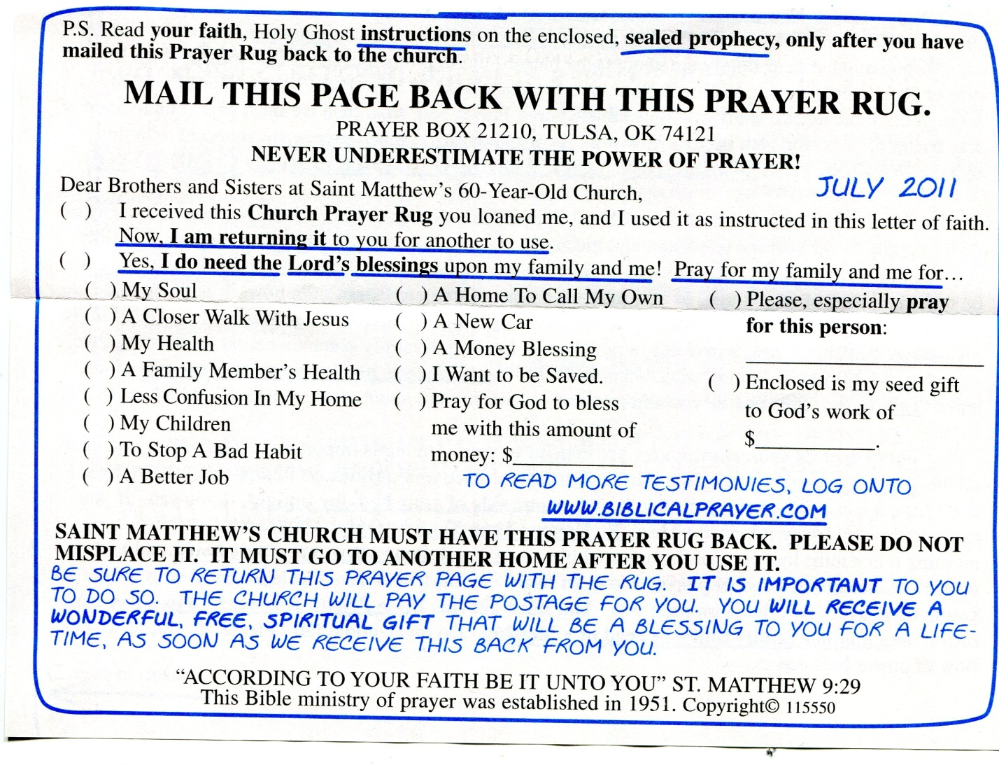 P.S. Read your faith, Holy Ghost instructions on the enclosed, sealed prophecy, only after you have
mailed this Prayer Rug back to the church.
MAIL THIS PAGE BACK WITH THIS PRAYER RUG.
PRAYER BOX 21210, TULSA, OK 74121
NEVER UNDERESTIMATE THE POWER OF PRAYER!
JULY 2011
Dear Brothers and Sisters at Saint Matthew's 60-Year-Old Church,
( ) I received this Church Prayer Rug you loaned me, and I used it as instructed in this letter of faith.
Now, I am returning it to you for another to use.
( ) Yes, I do need the Lord's blessings upon my family and me! Pray for my family and me for...
( ) My Soul
( ) A Closer Walk With Jesus
( ) My Health
( ) A Family Member's Health
( ) Less Confusion In My Home
( ) My Children
( ) To Stop A Bad Habit
( ) A Better Job
( ) A Home To Call My Own
( ) A New Car
( ) A Money Blessing
( ) I Want to be Saved.
( ) Pray for God to bless
me with this amount of
money: $____________
( ) Please, especially pray
for this person:
________________________
( ) Enclosed is my seed gift
to God's work of
$____________.
TO READ MORE TESTIMONIES, LOG ONTO
WWW.BIBLICALPRAYER.COM
SAINT MATTHEW'S CHURCH MUST HAVE THIS PRAYER RUG BACK. PLEASE DO NOT
MISPLACE IT. IT MUST GO TO ANOTHER HOME AFTER YOU USE IT.
BE SURE TO RETURN THIS PRAYER PAGE WITH THE RUG. IT IS IMPORTANT TO YOU
TO DO SO. THE CHURCH WILL PAY THE POSTAGE FOR YOU. YOU WILL RECEIVE A
WONDERFUL, FREE, SPIRITUAL GIFT THAT WILL BE A BLESSING TO YOU FOR A LIFE-
TIME, AS SOON AS WE RECEIVE THIS BACK FROM YOU.
"ACCORDING TO YOUR FAITH BE IT UNTO YOU" ST. MATTHEW 9:29
This Bible ministry of prayer was established in 1951. Copyright© 115550